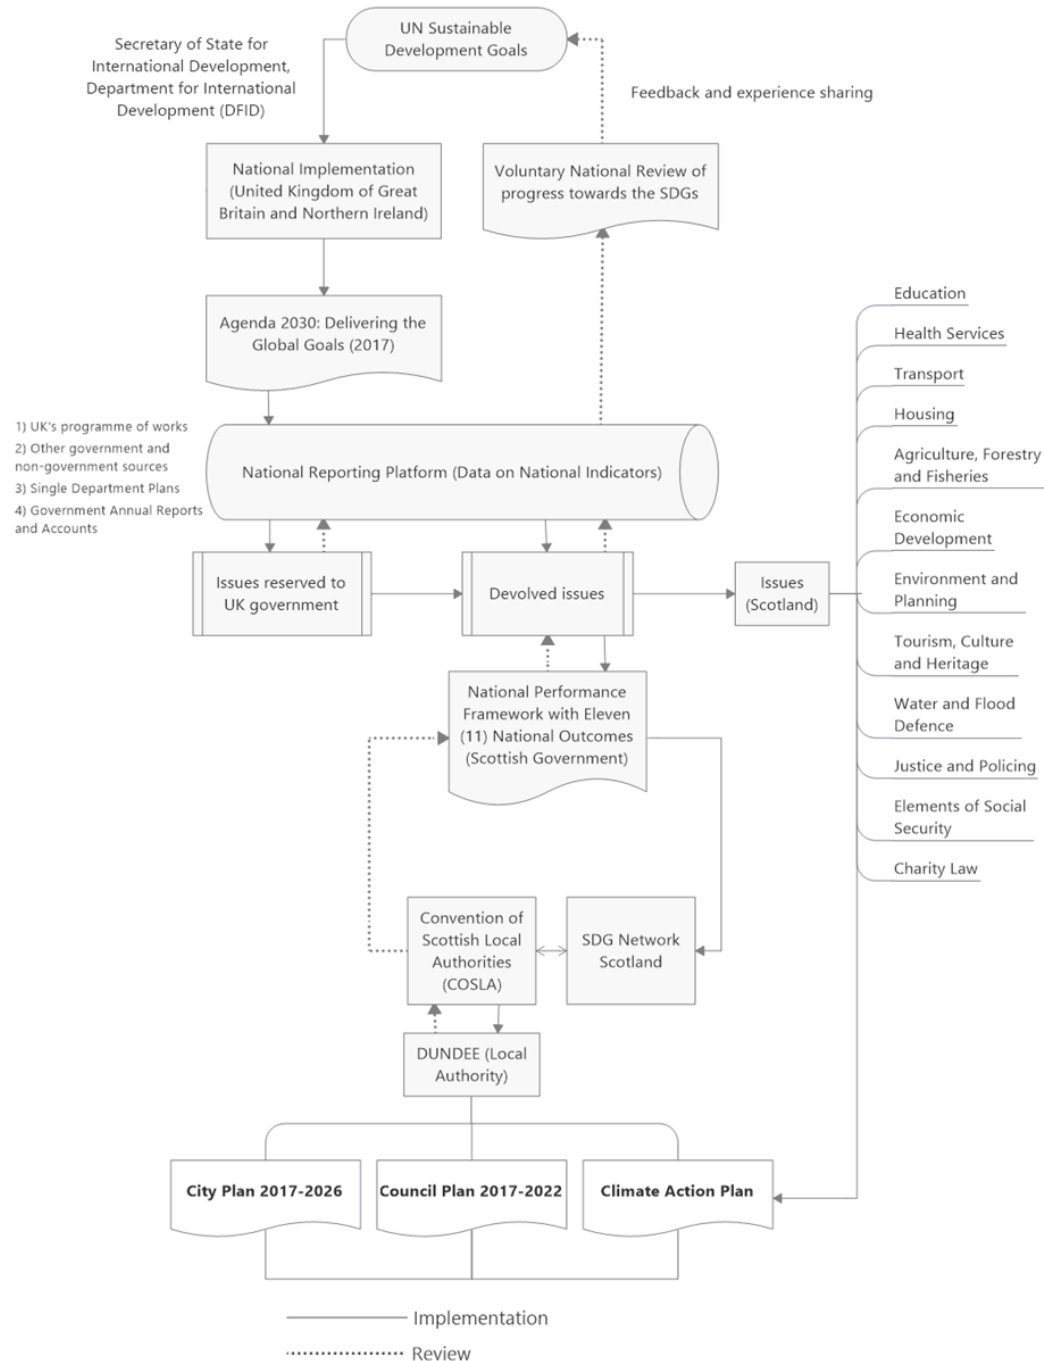 UN Sustainable
Development Goals
Secretary of State for
International Development,
Department for International
Development (DFID)
Feedback and experience sharing
National Implementation
(United Kingdom of Great
Britain and Northern Ireland)
Voluntary National Review of
progress towards the SDGs
Agenda 2030: Delivering the
Global Goals (2017)
1) UK's programme of works
2) Other government and
non-government sources
3) Single Department Plans
4) Government Annual Reports
and Accounts
National Reporting Platform (Data on National Indicators)
Issues reserved to
UK government
Devolved issues
Issues
(Scotland)
Education
Health Services
Transport
Housing
Agriculture, Forestry
and Fisheries
Economic
Development
Environment and
Planning
Tourism, Culture
and Heritage
Water and Flood
Defence
Justice and Policing
Elements of Social
Security
Charity Law
National Performance
Framework with Eleven
(11) National Outcomes
(Scottish Government)
Convention of
Scottish Local
Authorities
(COSLA)
SDG Network
Scotland
DUNDEE (Local
Authority)
City Plan 2017-2026
Council Plan 2017-2022
Climate Action Plan
Implementation
Review